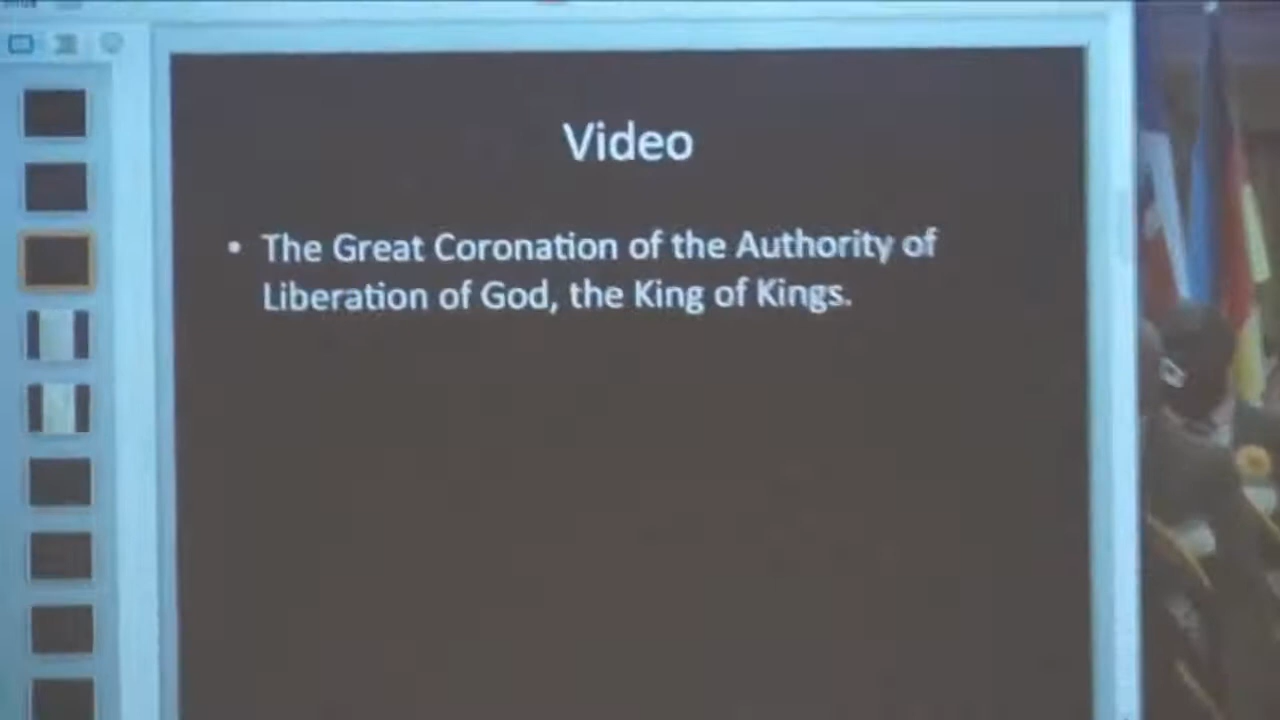 Video
• The Great Coronation of the Authority of
Liberation of God, the King of Kings.